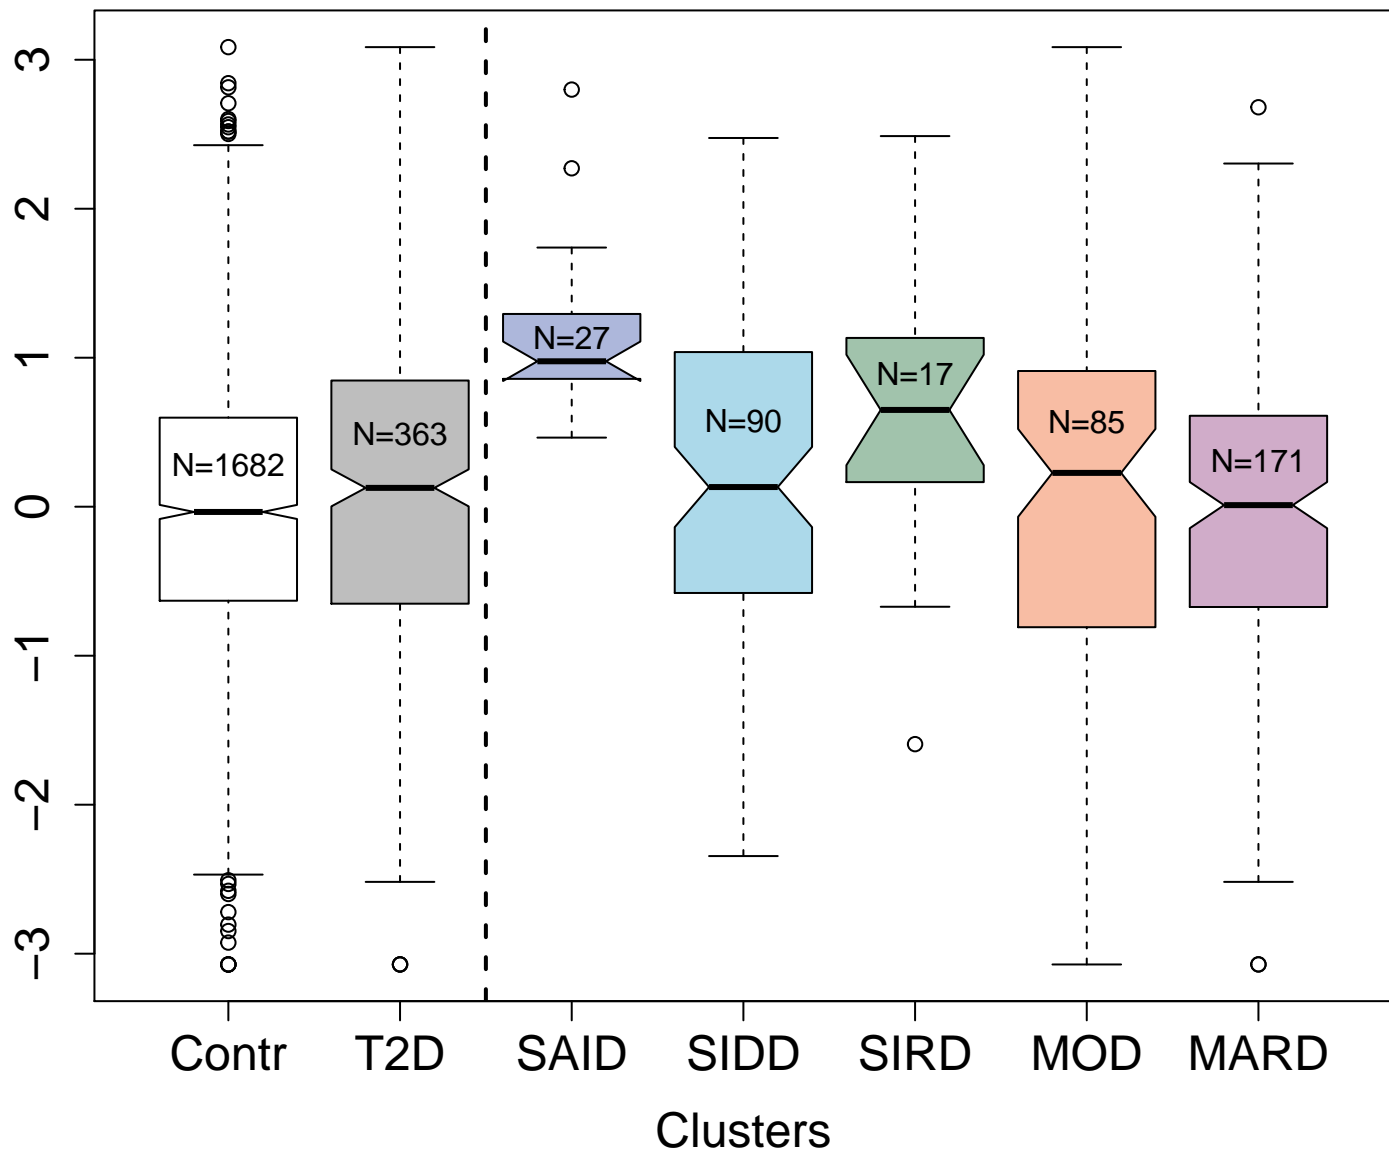 3
2
1
0
−1
−2
−3
N=1682
N=363
N=27
N=90
N=17
N=85
N=171
Contr T2D SAID SIDD SIRD MOD MARD
Clusters